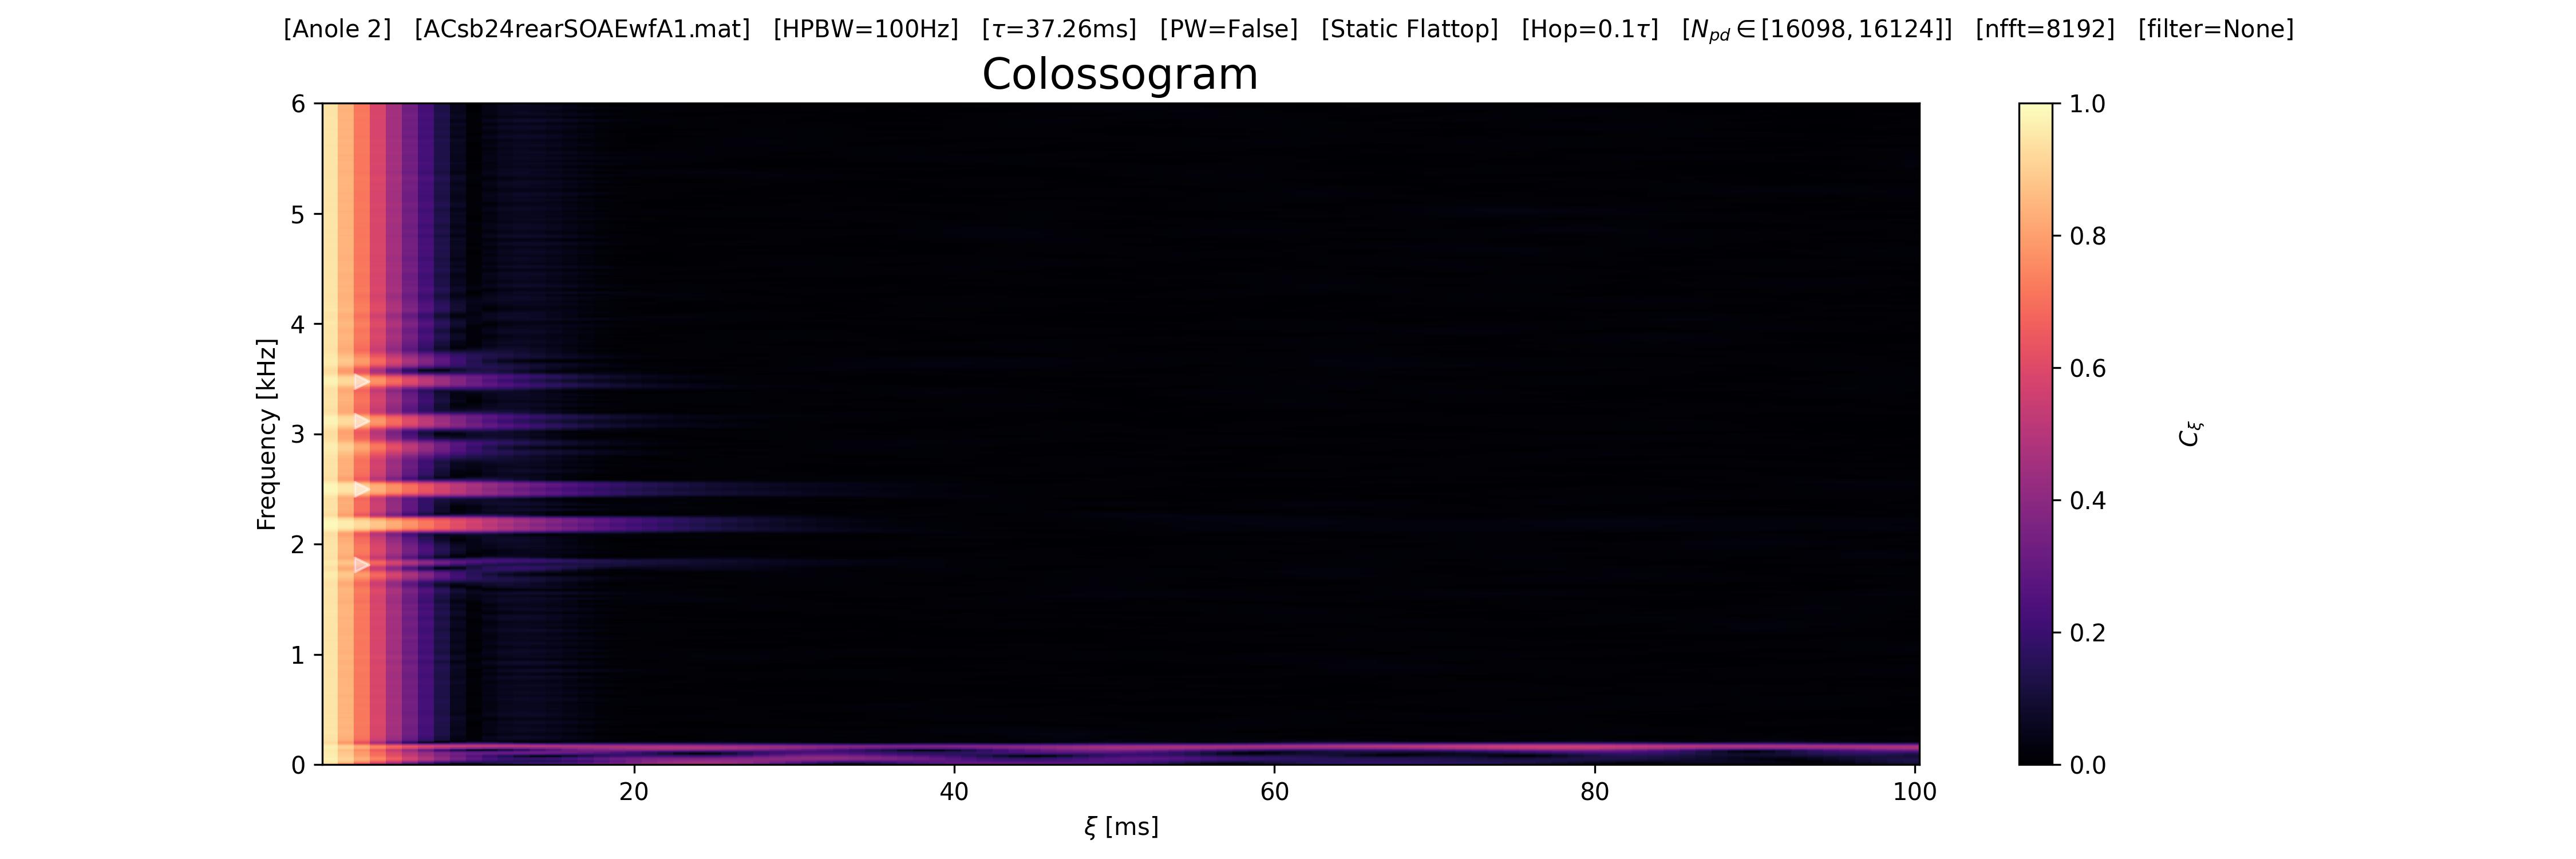 [Anole 2] [ACsb24rearSOAEwfA1.mat] [HPBW=100Hz] [τ=37.26ms] [PW=False] [Static Flattop] [Hop=0.1τ] [N_pd ∈ [16098, 16124]] [nfft=8192] [filter=None]
Colossogram
6
5
4
3
2
1
0
Frequency [kHz]
20 40 60 80 100
ξ [ms]
1.0
0.8
0.6
0.4
0.2
0.0
C_ξ